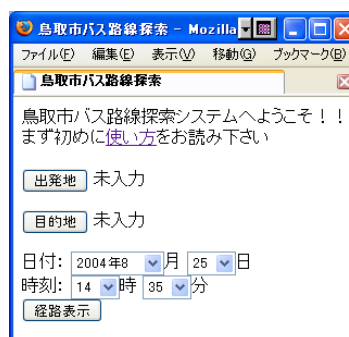 鳥取市バス路線探索 - Mozilla
ファイル(F) 編集(E) 表示(V) 移動(G) ブックマーク(B)
鳥取市バス路線探索
鳥取市バス路線探索システムへようこそ！！
まず初めに使い方をお読み下さい
出発地 未入力
目的地 未入力
日付: 2004年8 月 25 日
時刻: 14 時 35 分
経路表示